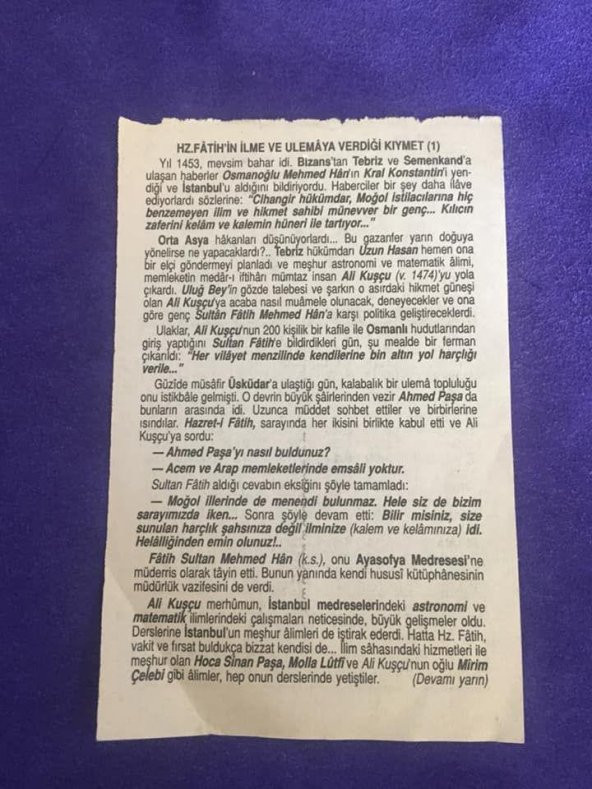 HZ.FÂTİH'İN İLME VE ULEMÂYA VERDİĞİ KIYMET (1)
Yıl 1453, mevsim bahar idi. Bizans'tan Tebriz ve Semenkand'a
ulaşan haberler Osmanoğlu Mehmed Hân'ın Kral Konstantin'i yen-
diği ve İstanbul'u aldığını bildiriyordu. Haberciler bir şey daha ilâve
ediyorlardı sözlerine: "Cihangir hükümdar, Moğol istilacılarına hiç
benzemeyen ilim ve hikmet sahibi münevver bir genç... Kılıcın
zaferini kelâm ve kalemin hüneri ile tartıyor..."
Orta Asya hâkanları düşünüyorlardı... Bu gazanfer yarın doğuya
yönelirse ne yapacaklardı?.. Tebriz hükümdarı Uzun Hasan hemen ona
bir elçi göndermeyi planladı ve meşhur astronomi ve matematik âlimi,
memleketin medâr-ı iftihârı mümtaz insan Ali Kuşçu (v. 1474)'yu yola
çıkardı. Uluğ Bey'in gözde talebesi ve şarkın o asırdaki hikmet güneşi
olan Ali Kuşçu'ya acaba nasıl muâmele olunacak, deneyecekler ve ona
göre genç Sultân Fâtih Mehmed Hân'a karşı politika geliştireceklerdi.
Ulaklar, Ali Kuşçu'nun 200 kişilik bir kafile ile Osmanlı hudutlarından
giriş yaptığını Sultan Fâtih'e bildirdikleri gün, şu mealde bir ferman
çıkarıldı: "Her vilâyet menzilinde kendilerine bin altın yol harçlığı
verile..."
Güzîde müsâfir Üsküdar'a ulaştığı gün, kalabalık bir ulemâ topluluğu
onu istikbâle gelmişti. O devrin büyük şâirlerinden vezir Ahmed Paşa da
bunların arasında idi. Uzunca müddet sohbet ettiler ve birbirlerine
ısındılar. Hazret-i Fâtih, sarayında her ikisini birlikte kabul etti ve Ali
Kuşçu'ya sordu:
— Ahmed Paşa'yı nasıl buldunuz?
— Acem ve Arap memleketlerinde emsâli yoktur.
Sultan Fâtih aldığı cevabın eksiğini şöyle tamamladı:
— Moğol illerinde de menendi bulunmaz. Hele siz de bizim
sarayımızda iken... Sonra şöyle devam etti: Bilir misiniz, size
sunulan harçlık şahsınıza değil ilminize (kalem ve kelâmınıza) idi.
Helâlliğinden emin olunuz!..
Fâtih Sultan Mehmed Hân (k.s.), onu Ayasofya Medresesi'ne
müderris olarak tâyin etti. Bunun yanında kendi hususî kütüphânesinin
müdürlük vazifesini de verdi.
Ali Kuşçu merhûmun, İstanbul medreselerindeki astronomi ve
matematik ilimlerindeki çalışmaları neticesinde, büyük gelişmeler oldu.
Derslerine İstanbul'un meşhur âlimleri de iştirak ederdi. Hatta Hz. Fâtih,
vakit ve fırsat buldukça bizzat kendisi de... İlim sâhasındaki hizmetleri ile
meşhur olan Hoca Sinan Paşa, Molla Lûtfi ve Ali Kuşçu'nun oğlu Mirim
Çelebi gibi âlimler, hep onun derslerinde yetiştiler. (Devamı yarın)